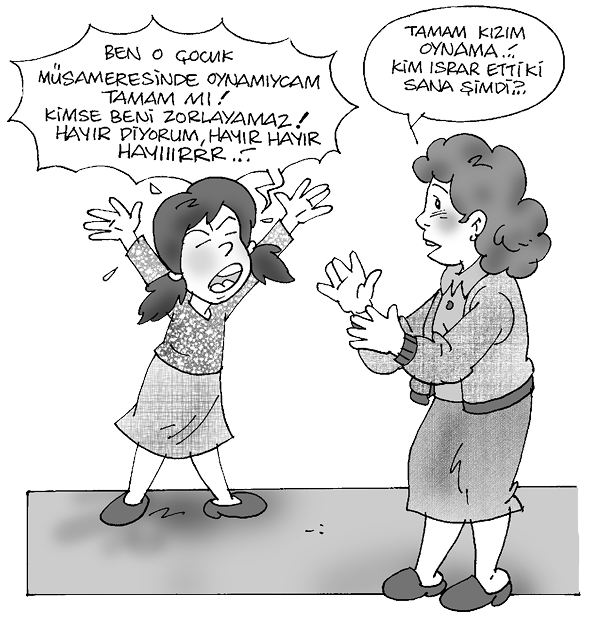 BEN O ÇOCUK
MÜSAMERESİNDE OYNAMIYCAM
TAMAM MI!
KİMSE BENİ ZORLAYAMAZ!
HAYIR DİYORUM, HAYIR HAYIR
HAYIIIRRR..!
TAMAM KIZIM
OYNAMA..!
KİM ISRAR ETTİ Kİ
SANA ŞİMDİ?.